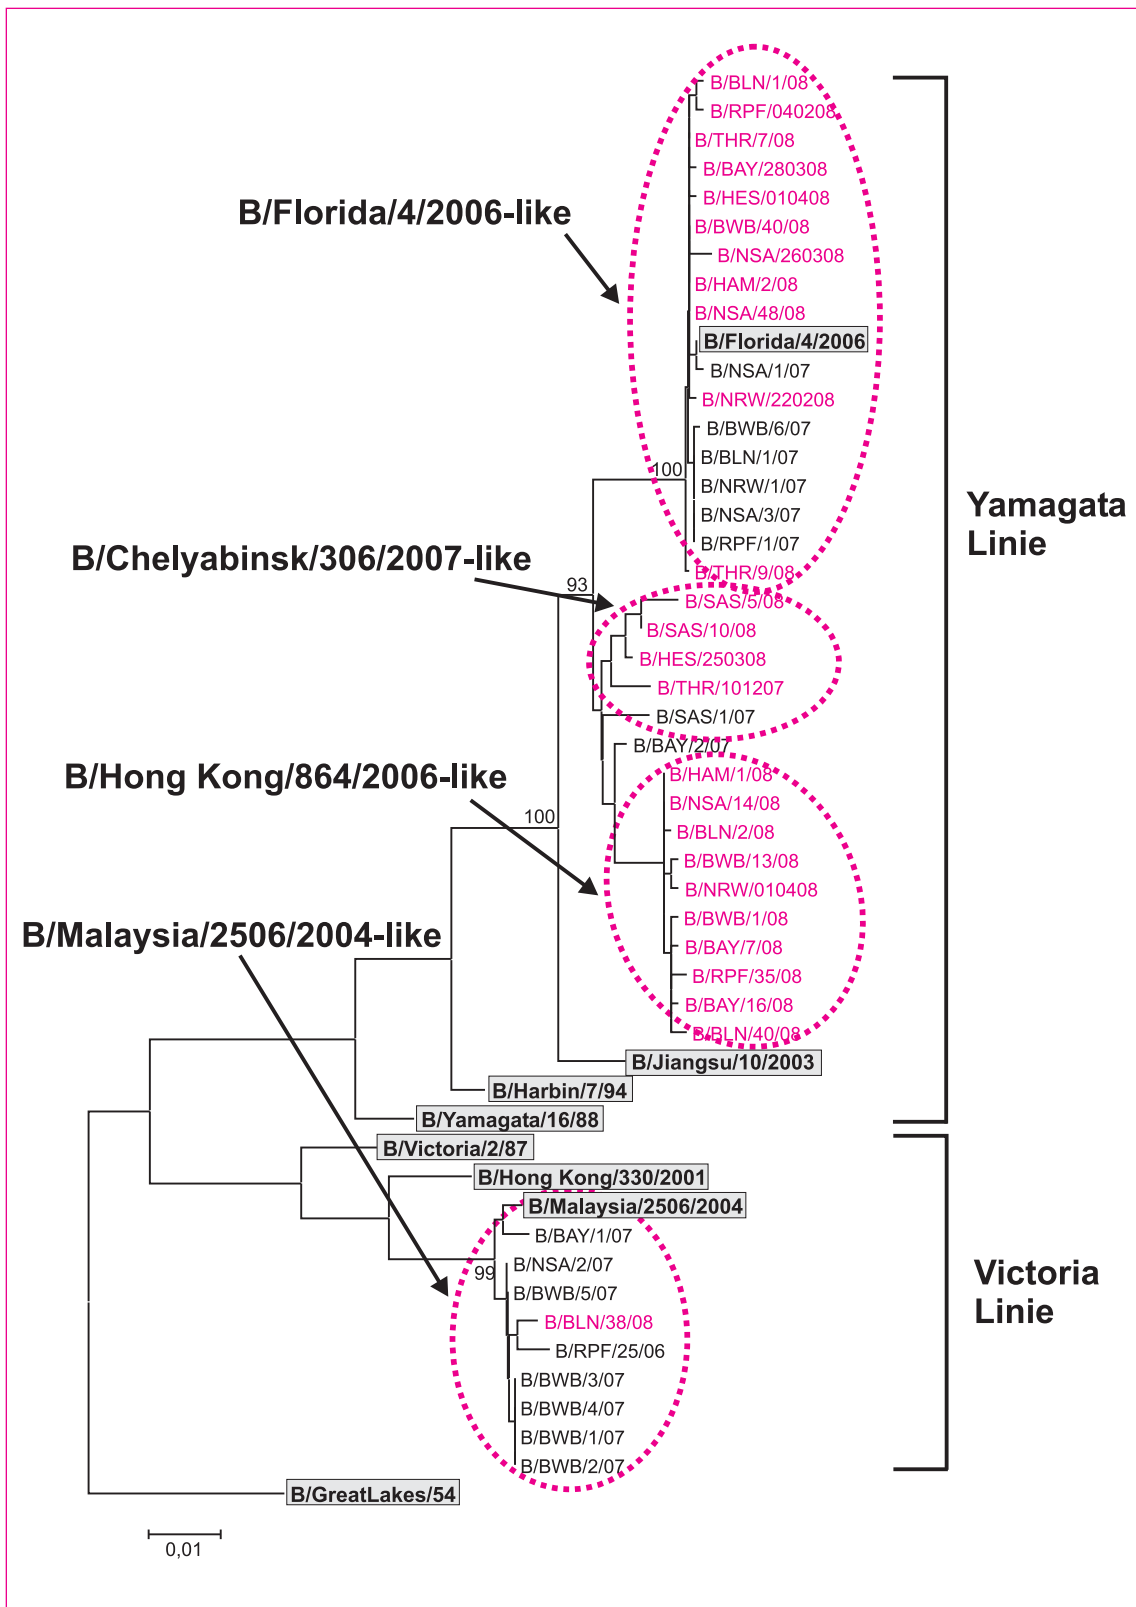 B/BLN/1/08
B/RPF/040208
B/THR/7/08
B/BAY/280308
B/HES/010408
B/Florida/4/2006-like
B/BWB/40/08
B/NSA/260308
B/HAM/2/08
B/NSA/48/08
B/Florida/4/2006
B/NSA/1/07
B/NRW/220208
B/BWB/6/07
B/BLN/1/07
100
B/NRW/1/07
B/NSA/3/07
B/RPF/1/07
Yamagata
Linie
B/Chelyabinsk/306/2007-like
B/THR/9/08
93
B/SAS/5/08
B/SAS/10/08
B/HES/250308
B/THR/101207
B/SAS/1/07
B/BAY/2/07
B/Hong Kong/864/2006-like
B/HAM/1/08
B/NSA/14/08
100
B/BLN/2/08
B/BWB/13/08
B/NRW/010408
B/BWB/1/08
B/Malaysia/2506/2004-like
B/BAY/7/08
B/RPF/35/08
B/BAY/16/08
B/BLN/40/08
B/Jiangsu/10/2003
B/Harbin/7/94
B/Yamagata/16/88
B/Victoria/2/87
B/Hong Kong/330/2001
B/Malaysia/2506/2004
B/BAY/1/07
B/NSA/2/07
99
B/BWB/5/07
Victoria
Linie
B/BLN/38/08
B/RPF/25/06
B/BWB/3/07
B/BWB/4/07
B/BWB/1/07
B/BWB/2/07
B/GreatLakes/54
0,01